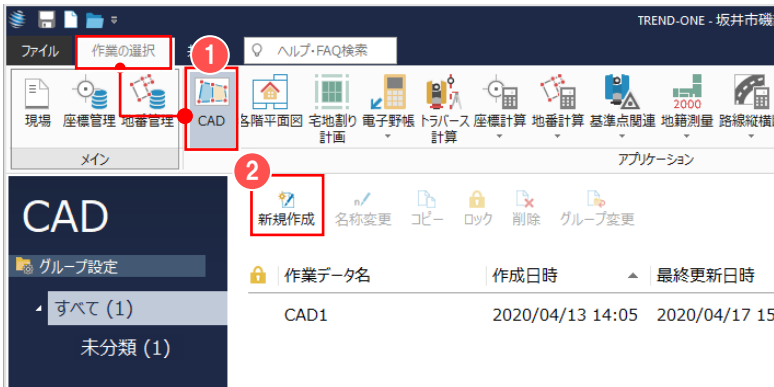 TREND-ONE - 坂井市磯
ファイル 作業の選択 ヘルプ・FAQ検索
1
現場 座標管理 地番管理 CAD 各階平面図 宅地割り計画 電子野帳 トラバース計算 座標計算 地番計算 基準点関連 地籍測量 路線縦横
2000
メイン アプリケーション
2
CAD
新規作成 名称変更 コピー ロック 削除 グループ変更
グループ設定
作業データ名 作成日時 最終更新日時
すべて (1)
CAD1 2020/04/13 14:05 2020/04/17 15
未分類 (1)